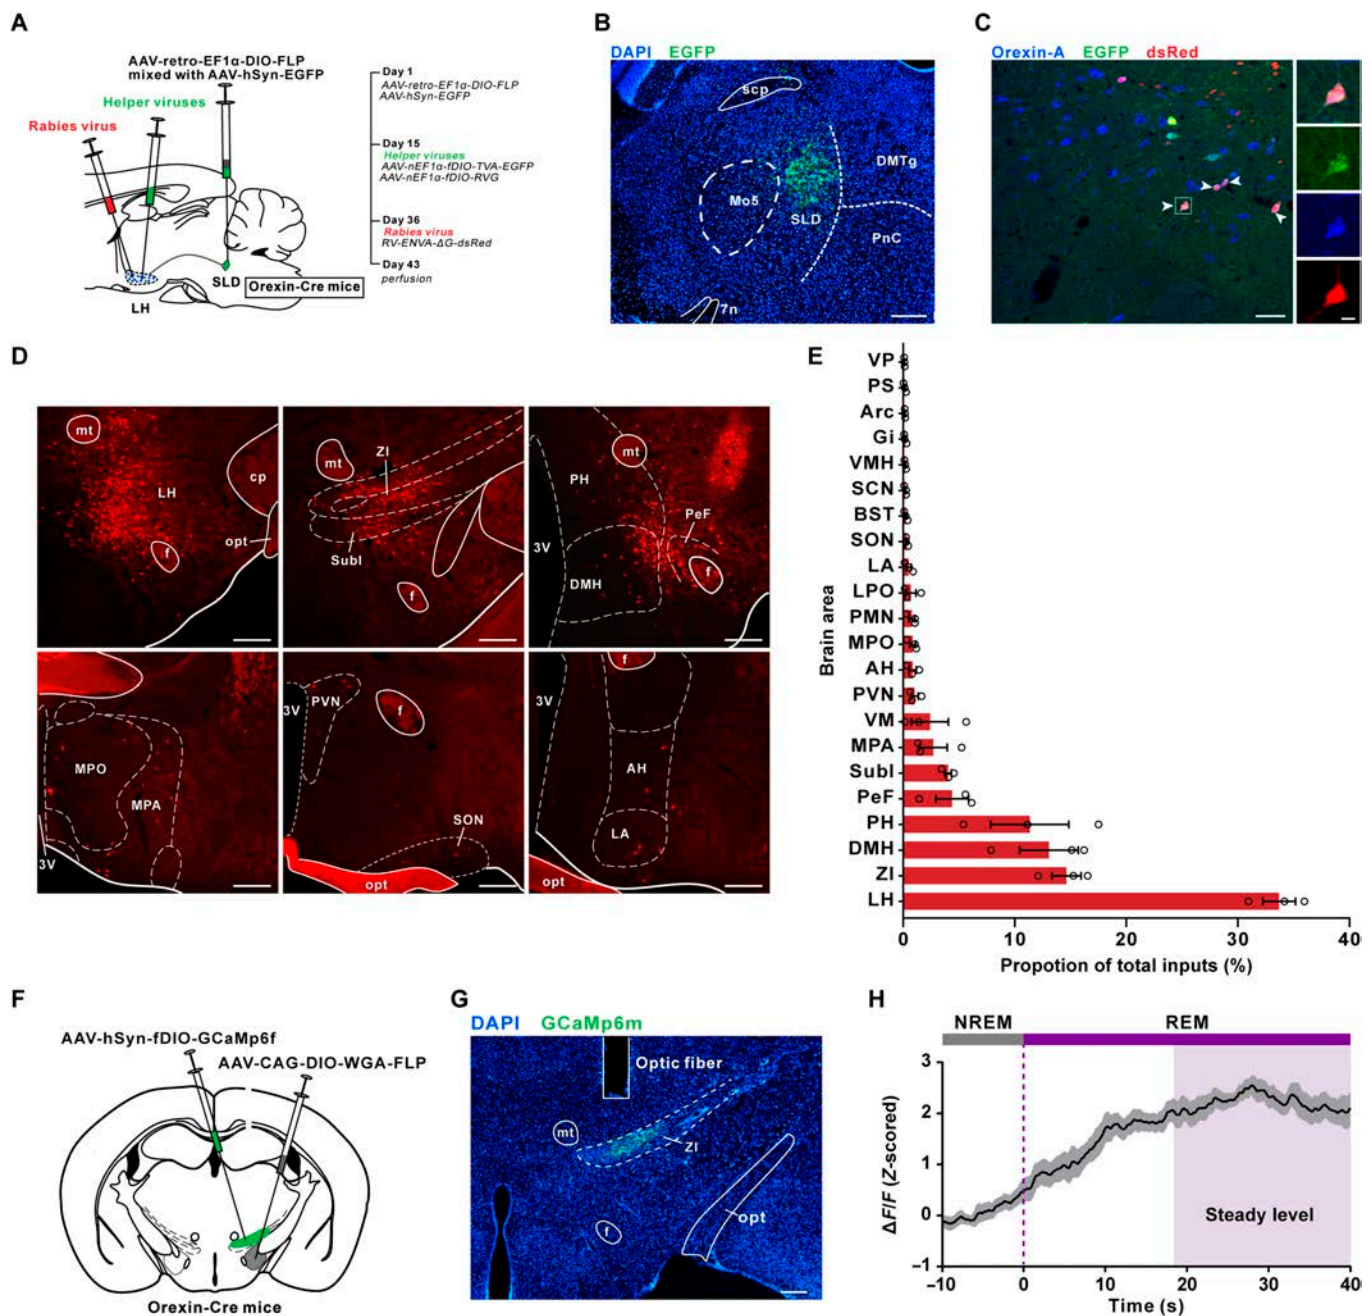 A
AAV-retro-EF1α-DIO-FLP
mixed with AAV-hSyn-EGFP
Helper viruses
Rabies virus
LH
SLD
Orexin-Cre mice
Day 1
AAV-retro-EF1α-DIO-FLP
AAV-hSyn-EGFP
Day 15
Helper viruses
AAV-nEF1α-fDIO-TVA-EGFP
AAV-nEF1α-fDIO-RVG
Day 36
Rabies virus
RV-ENVA-ΔG-dsRed
Day 43
perfusion
B
DAPI EGFP
scp
DMTg
Mo5
SLD
PnC
7n
C
Orexin-A EGFP dsRed
D
mt
LH
cp
opt
f
ZI
mt
SubI
f
mt
PH
PeF
3V
DMH
f
MPO
MPA
3V
PVN
3V
f
SON
opt
f
3V
AH
LA
opt
E
Brain area
VP
PS
Arc
Gi
VMH
SCN
BST
SON
LA
LPO
PMN
MPO
AH
PVN
VM
MPA
SubI
PeF
PH
DMH
ZI
LH
0 10 20 30 40
Propotion of total inputs (%)
F
AAV-hSyn-fDIO-GCaMp6f
AAV-CAG-DIO-WGA-FLP
Orexin-Cre mice
G
DAPI GCaMp6m
Optic fiber
mt
ZI
f
opt
H
NREM REM
ΔF/F (Z-scored)
3
2
1
0
−1
Steady level
−10 0 10 20 30 40
Time (s)